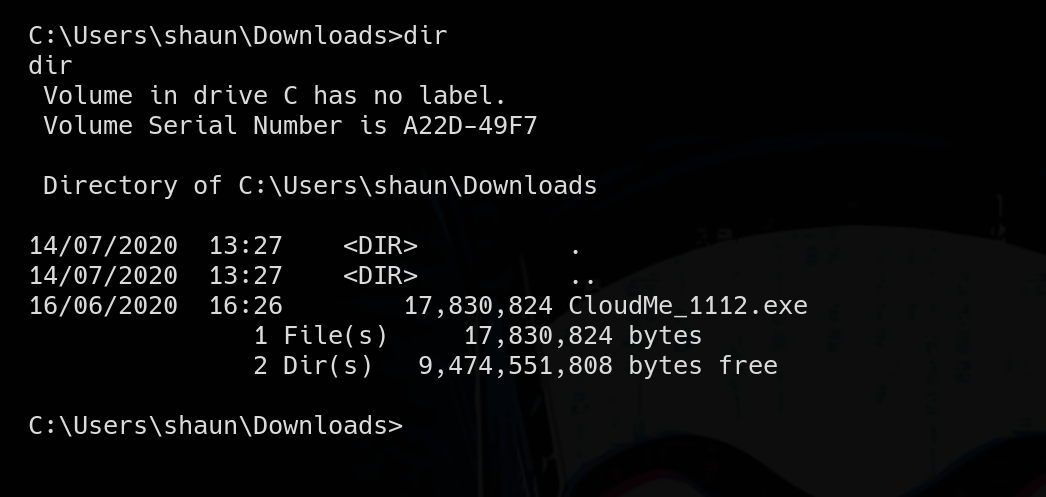 C:\Users\shaun\Downloads>dir
dir
 Volume in drive C has no label.
 Volume Serial Number is A22D-49F7

 Directory of C:\Users\shaun\Downloads

14/07/2020  13:27    <DIR>          .
14/07/2020  13:27    <DIR>          ..
16/06/2020  16:26        17,830,824 CloudMe_1112.exe
               1 File(s)     17,830,824 bytes
               2 Dir(s)   9,474,551,808 bytes free

C:\Users\shaun\Downloads>